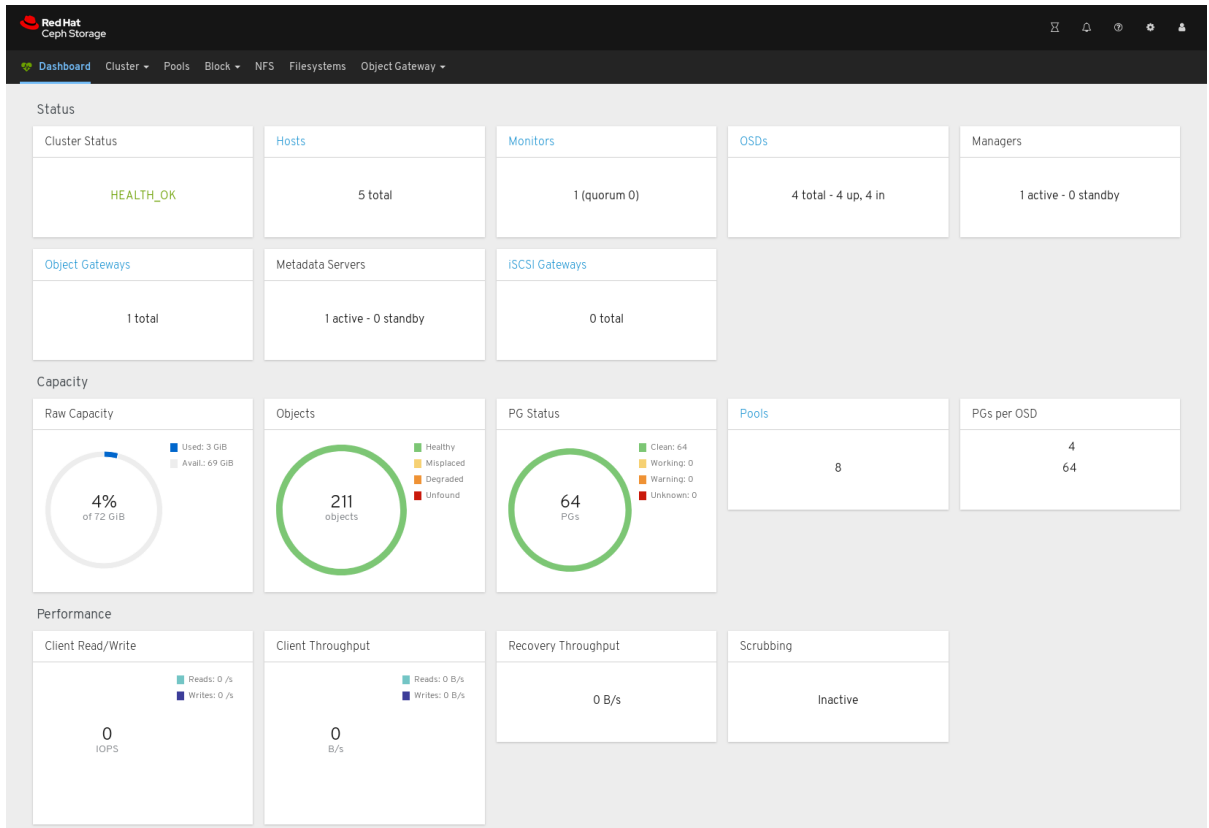 Red Hat
Ceph Storage
Dashboard Cluster Pools Block NFS Filesystems Object Gateway
Status
Cluster Status
HEALTH_OK
Hosts
5 total
Monitors
1 (quorum 0)
OSDs
4 total - 4 up, 4 in
Managers
1 active - 0 standby
Object Gateways
1 total
Metadata Servers
1 active - 0 standby
iSCSI Gateways
0 total
Capacity
Raw Capacity
Used: 3 GiB
Avail.: 69 GiB
4%
of 72 GiB
Objects
Healthy
Misplaced
Degraded
Unfound
211
objects
PG Status
Clean: 64
Working: 0
Warning: 0
Unknown: 0
64
PGs
Pools
8
PGs per OSD
4
64
Performance
Client Read/Write
Reads: 0 /s
Writes: 0 /s
0
IOPS
Client Throughput
Reads: 0 B/s
Writes: 0 B/s
0
B/s
Recovery Throughput
0 B/s
Scrubbing
Inactive